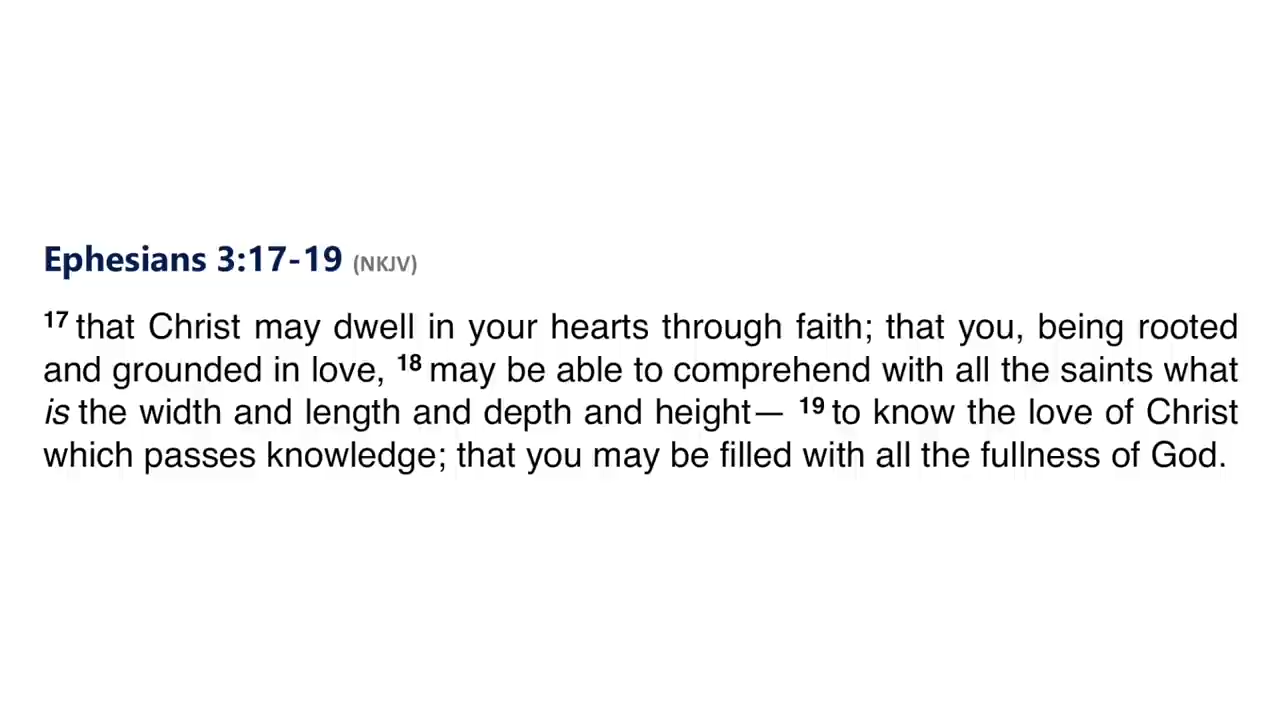 Ephesians 3:17-19 (NKJV)
17 that Christ may dwell in your hearts through faith; that you, being rooted
and grounded in love, 18 may be able to comprehend with all the saints what
is the width and length and depth and height— 19 to know the love of Christ
which passes knowledge; that you may be filled with all the fullness of God.